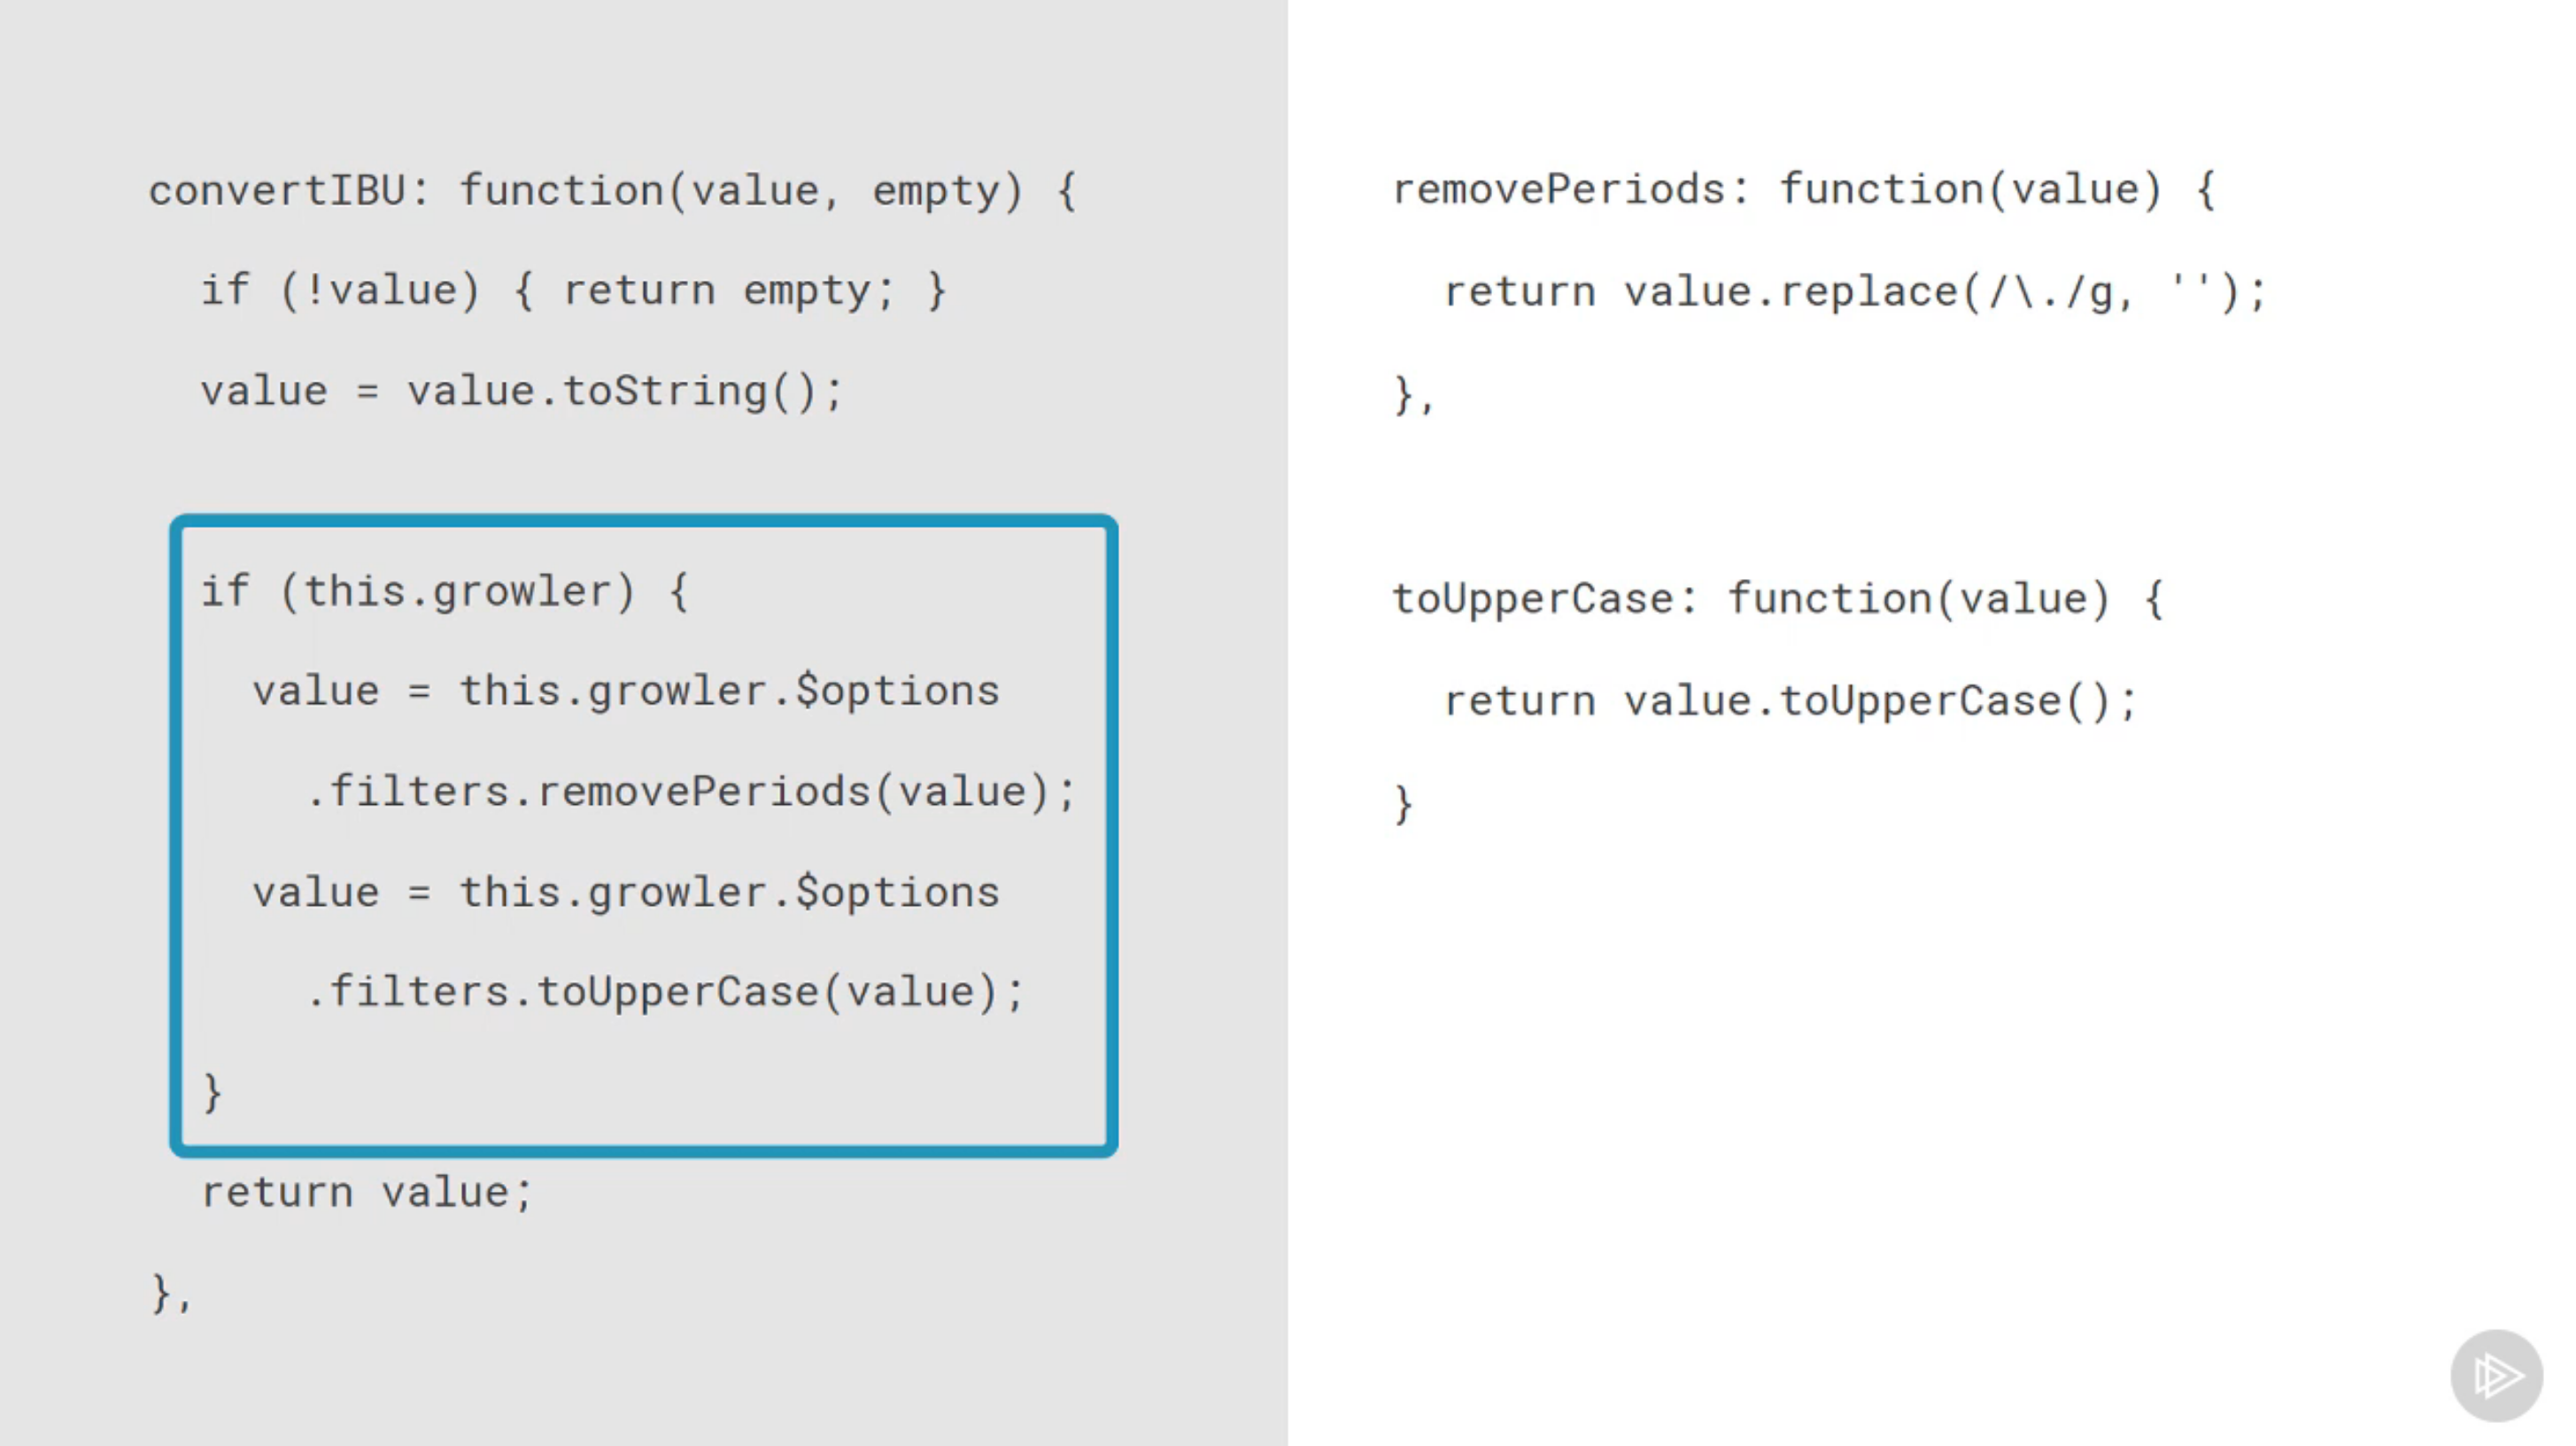 convertIBU: function(value, empty) {
if (!value) { return empty; }
value = value.toString();
if (this.growler) {
value = this.growler.$options
.filters.removePeriods(value);
value = this.growler.$options
.filters.toUpperCase(value);
}
return value;
},
removePeriods: function(value) {
return value.replace(/\./g, '');
},
toUpperCase: function(value) {
return value.toUpperCase();
}